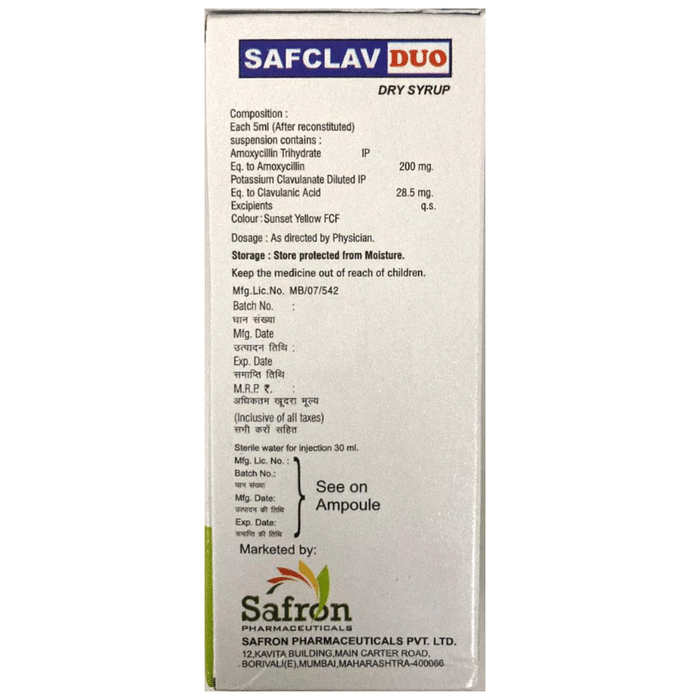 SAFCLAV DUO
DRY SYRUP
Composition :
Each 5ml (After reconstituted)
suspension contains :
Amoxycillin Trihydrate IP
Eq. to Amoxycillin 200 mg.
Potassium Clavulanate Diluted IP
Eq. to Clavulanic Acid 28.5 mg.
Excipients q.s.
Colour : Sunset Yellow FCF
Dosage : As directed by Physician.
Storage : Store protected from Moisture.
Keep the medicine out of reach of children.
Mfg.Lic.No. MB/07/542
Batch No. :
घान संख्या
Mfg. Date
उत्पादन तिथि :
Exp. Date
समाप्ति तिथि
M.R.P. ₹. :
अधिकतम खूदरा मूल्य
(Inclusive of all taxes)
सभी करों सहित
Sterile water for injection 30 ml.
Mfg. Lic. No. :
Batch No.:
घान संख्या
Mfg. Date:
उत्पादन की तिथि
Exp. Date:
समाप्ति की तिथि
See on
Ampoule
Marketed by:
Safron
PHARMACEUTICALS
SAFRON PHARMACEUTICALS PVT. LTD.
12,KAVITA BUILDING,MAIN CARTER ROAD,
BORIVALI(E),MUMBAI,MAHARASHTRA-400066